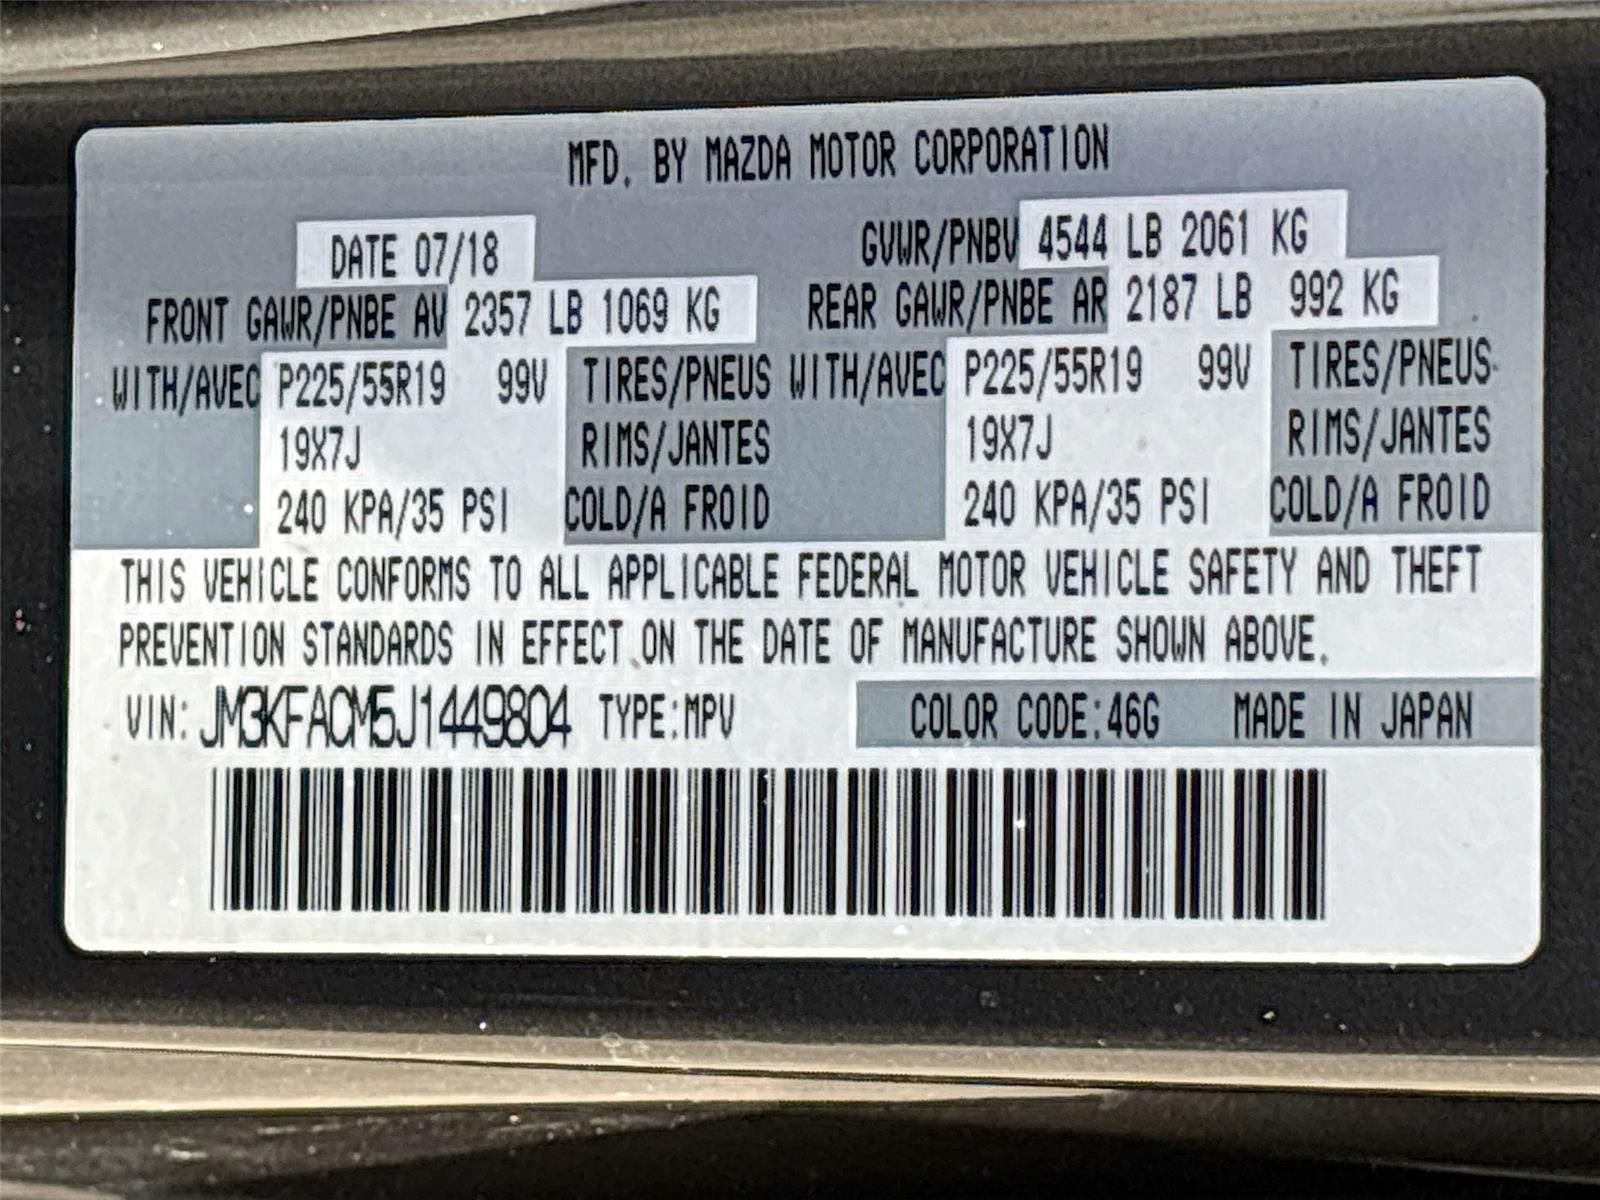 MFD. BY MAZDA MOTOR CORPORATION
DATE 07/18 GVWR/PNBV 4544 LB 2061 KG
FRONT GAWR/PNBE AV 2357 LB 1069 KG REAR GAWR/PNBE AR 2187 LB 992 KG
WITH/AVEC P225/55R19 99V TIRES/PNEUS WITH/AVEC P225/55R19 99V TIRES/PNEUS
19X7J RIMS/JANTES 19X7J RIMS/JANTES
240 KPA/35 PSI COLD/A FROID 240 KPA/35 PSI COLD/A FROID
THIS VEHICLE CONFORMS TO ALL APPLICABLE FEDERAL MOTOR VEHICLE SAFETY AND THEFT
PREVENTION STANDARDS IN EFFECT ON THE DATE OF MANUFACTURE SHOWN ABOVE.
VIN: JM3KFACM5J1449804 TYPE:MPV COLOR CODE:46G MADE IN JAPAN